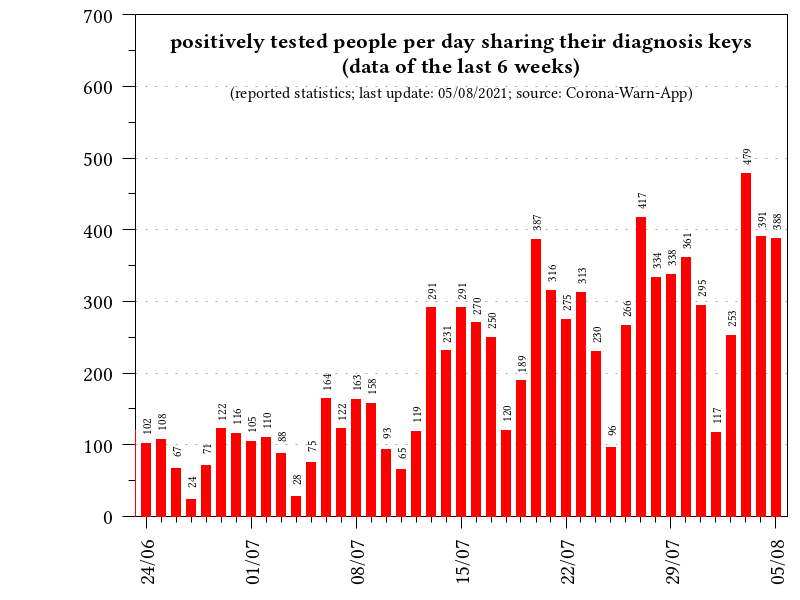 positively tested people per day sharing their diagnosis keys
(data of the last 6 weeks)
(reported statistics; last update: 05/08/2021; source: Corona-Warn-App)
700
600
500
400
300
200
100
0
102 108 67 24 71 122 116 105 110 88 28 75 164 122 163 158 93 65 119 291 231 291 270 250 120 189 387 316 275 313 230 96 266 417 334 338 361 295 117 253 479 391 388
24/06 01/07 08/07 15/07 22/07 29/07 05/08